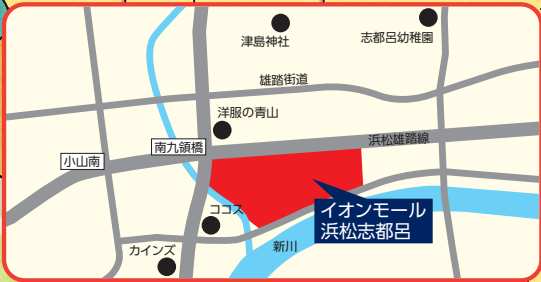 津島神社
志都呂幼稚園
雄踏街道
洋服の青山
浜松雄踏線
南九領橋
小山南
ココス
イオンモール
浜松志都呂
新川
カインズ